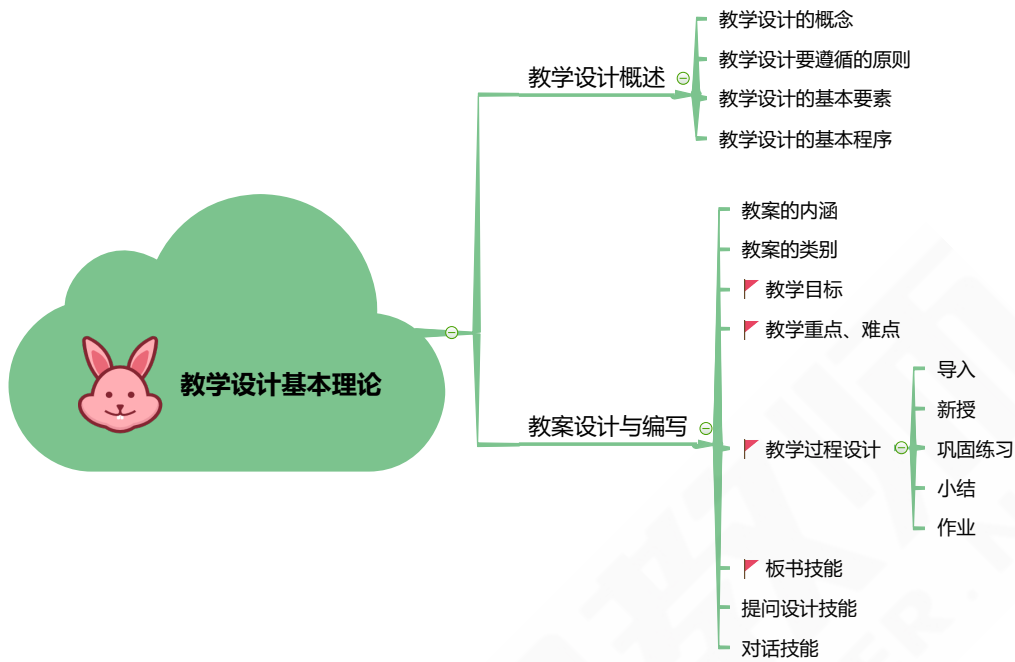 教学设计基本理论
教学设计概述
教学设计的概念
教学设计要遵循的原则
教学设计的基本要素
教学设计的基本程序
教案设计与编写
教案的内涵
教案的类别
教学目标
教学重点、难点
教学过程设计
导入
新授
巩固练习
小结
作业
板书技能
提问设计技能
对话技能